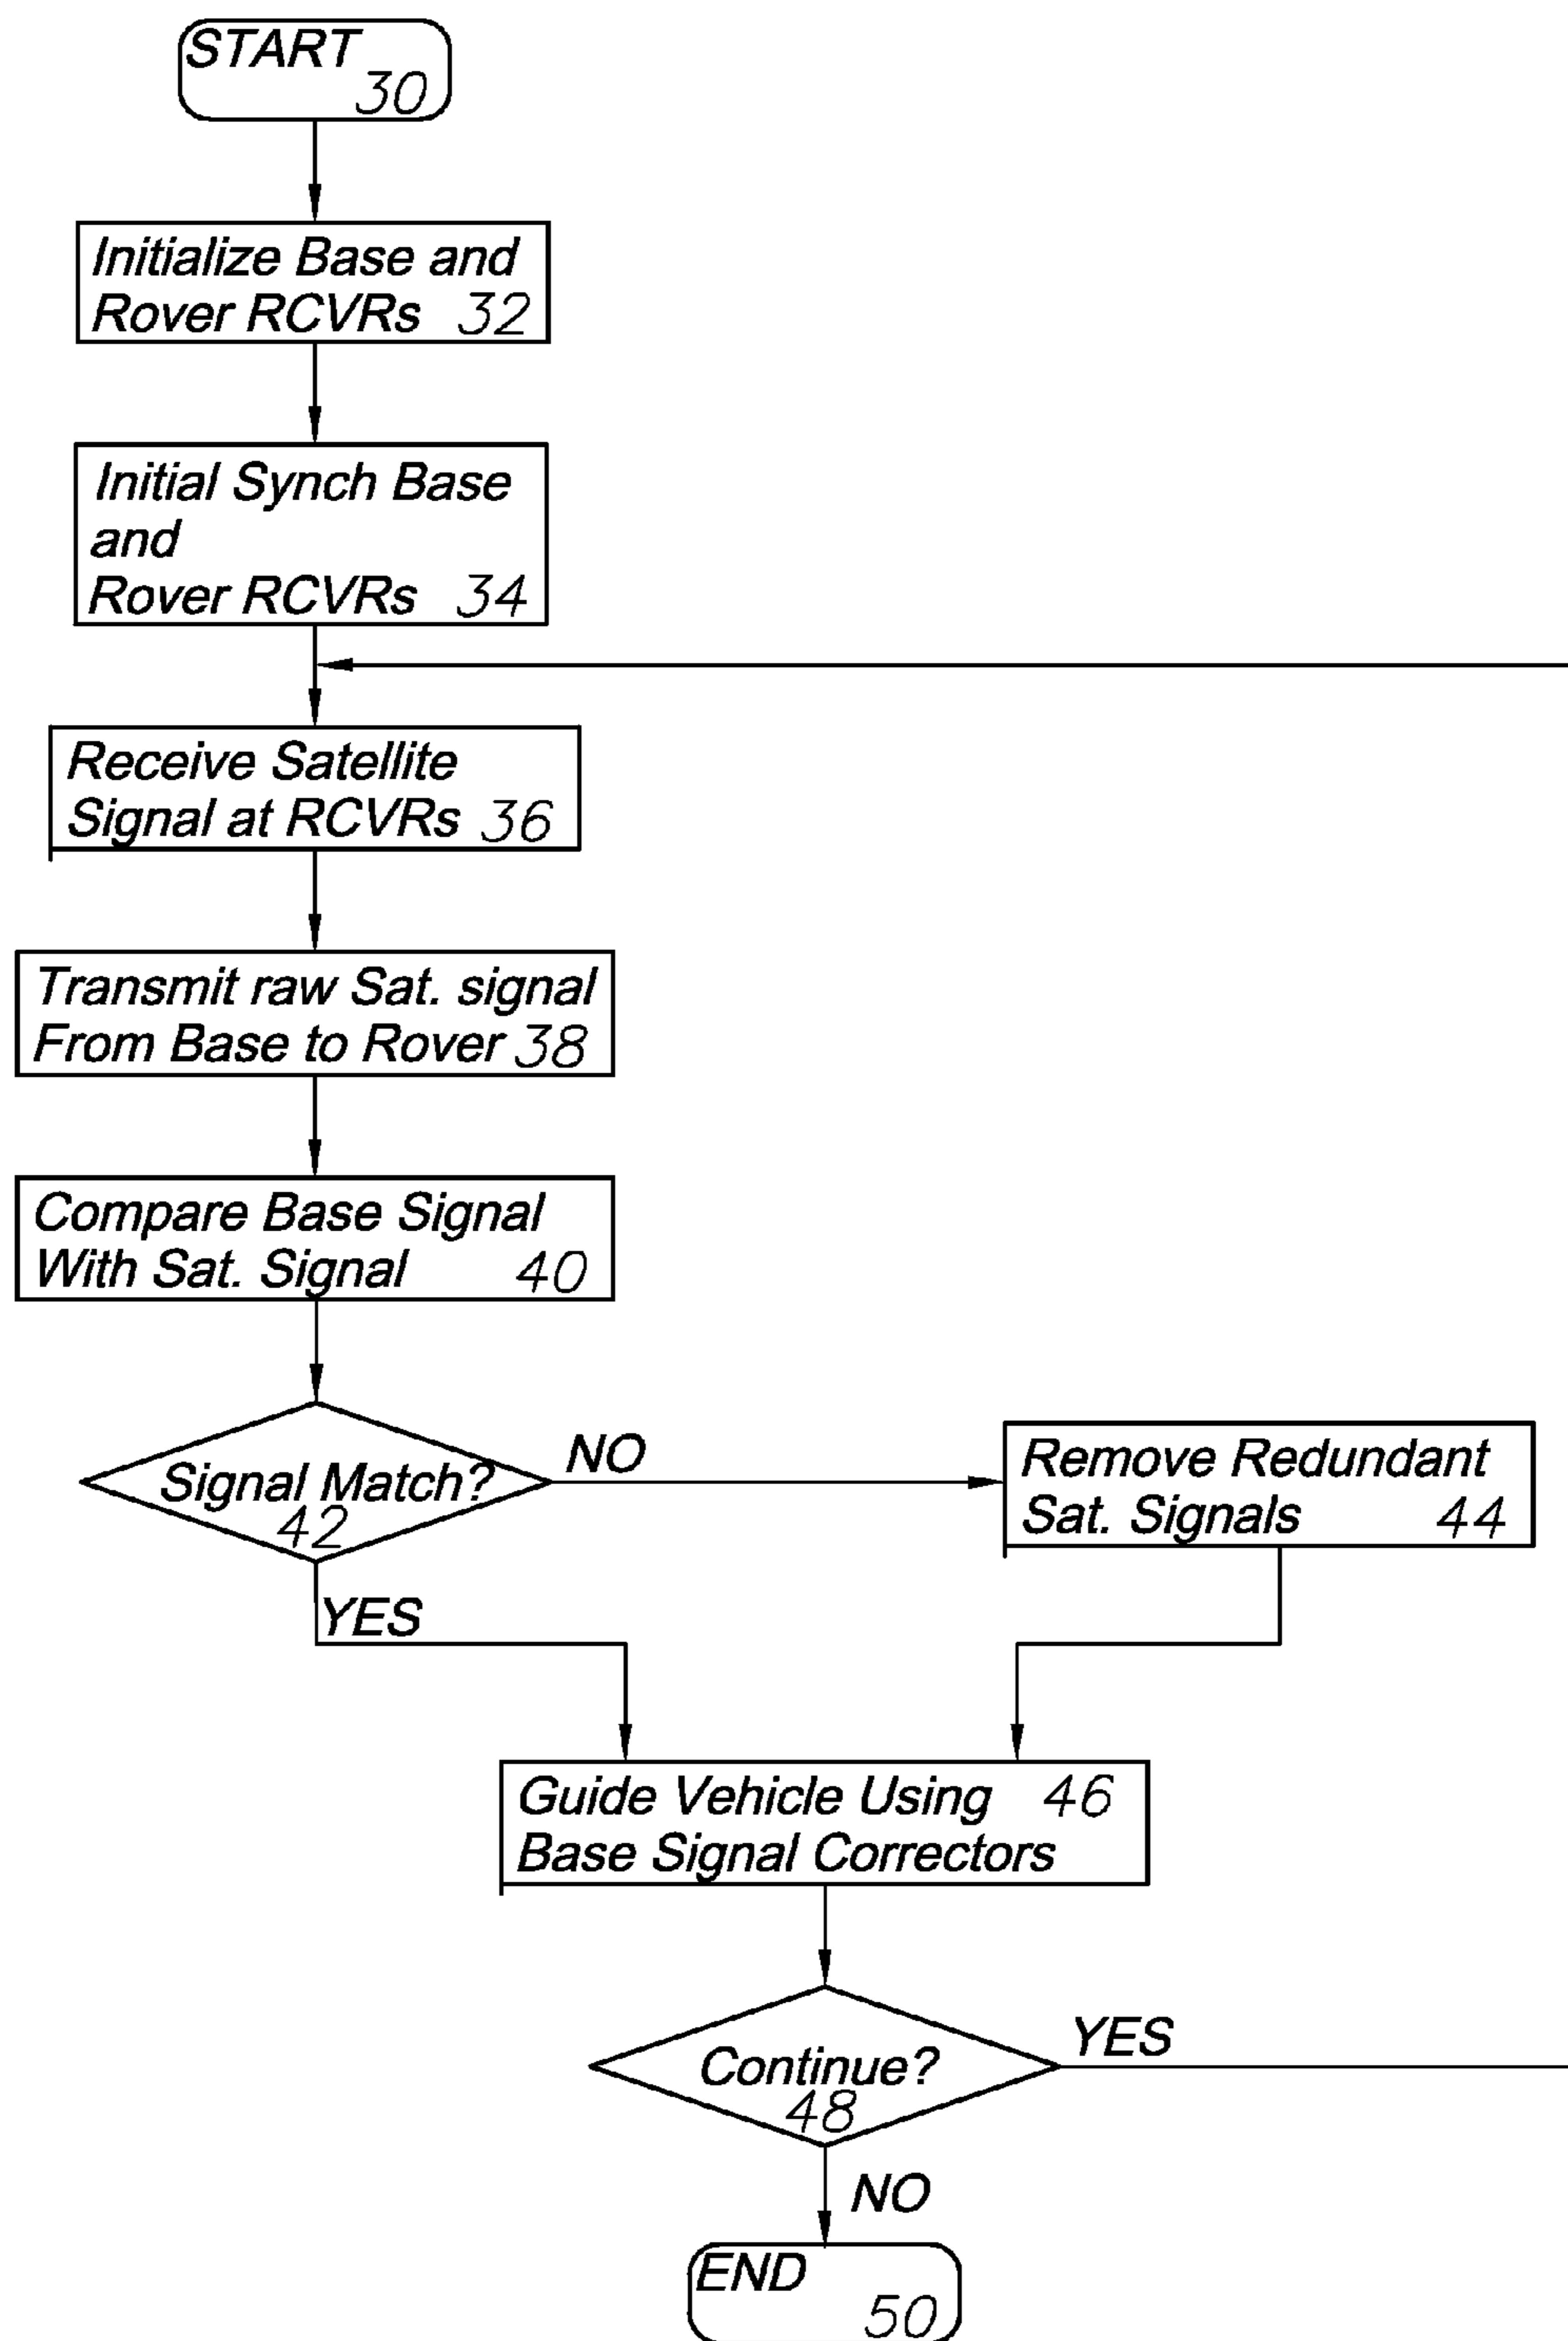 START
30
Initialize Base and
Rover RCVRs 32
Initial Synch Base
and
Rover RCVRs 34
Receive Satellite
Signal at RCVRs 36
Transmit raw Sat. signal
From Base to Rover 38
Compare Base Signal
With Sat. Signal 40
Signal Match?
42
NO
Remove Redundant
Sat. Signals 44
YES
Guide Vehicle Using 46
Base Signal Correctors
Continue?
48
YES
NO
END
50